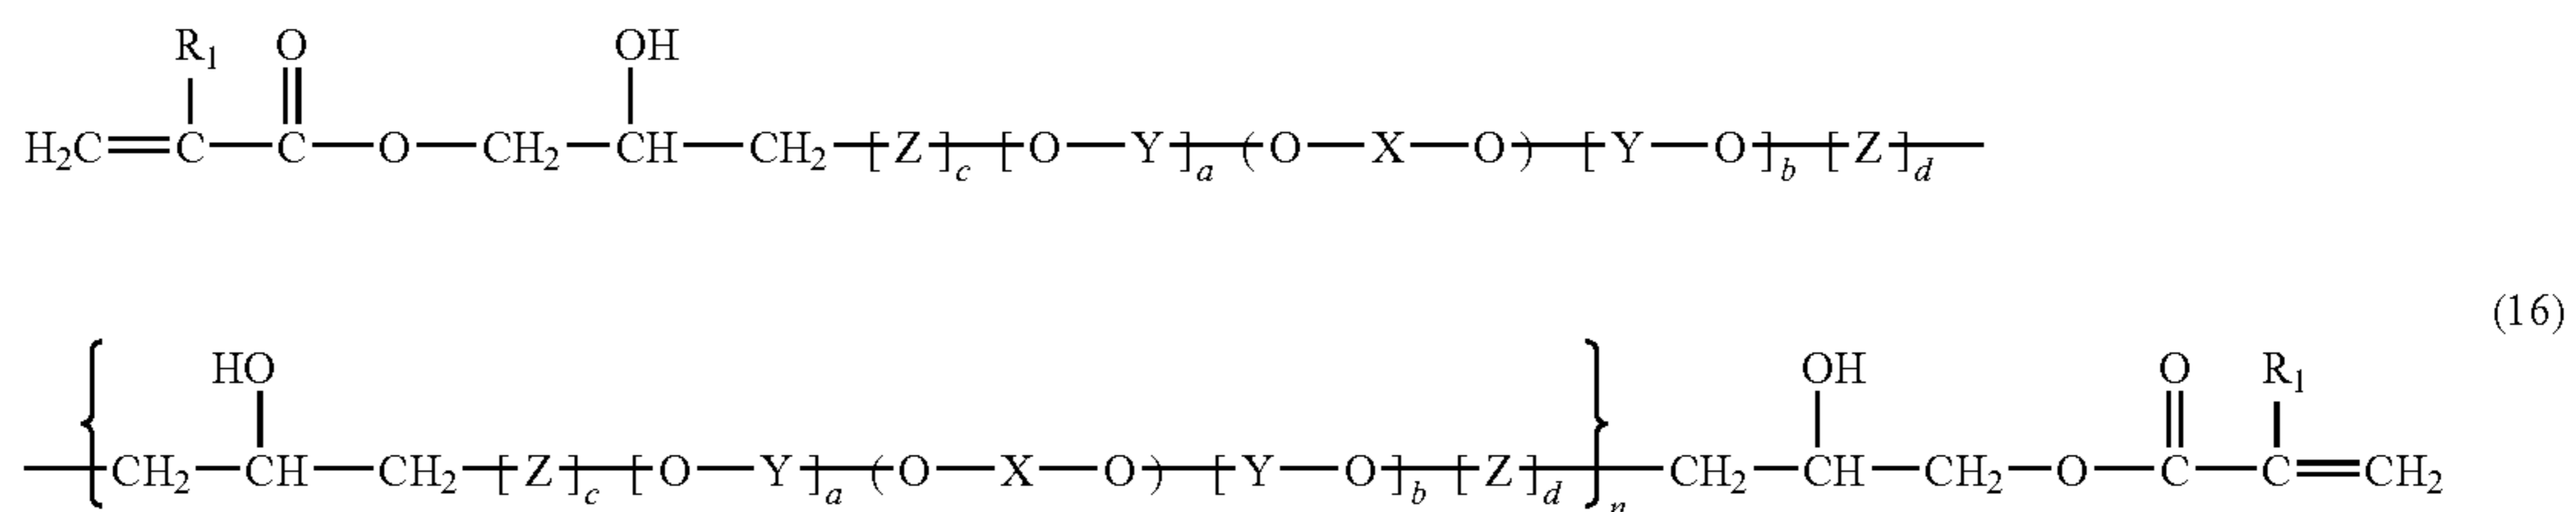 R1 O OH
H2C=C—C—O—CH2—CH—CH2—[Z]c—[O—Y]a—(O—X—O)—[Y—O]b—[Z]d—
(16)
HO OH O R1
—{CH2—CH—CH2—[Z]c—[O—Y]a—(O—X—O)—[Y—O]b—[Z]d—}n—CH2—CH—CH2—O—C—C=CH2